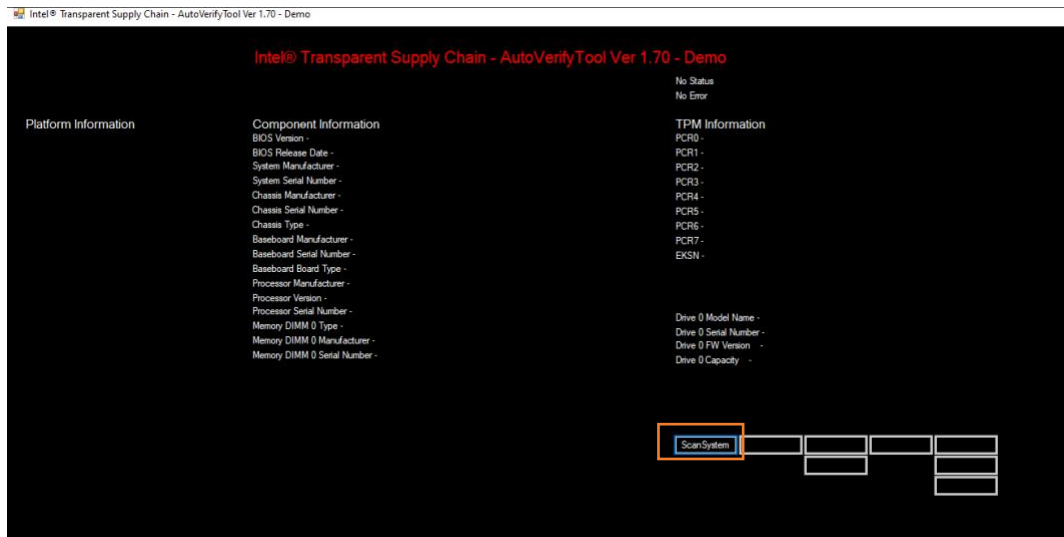 Intel® Transparent Supply Chain - AutoVerifyTool Ver 1.70 - Demo
Intel® Transparent Supply Chain - AutoVerifyTool Ver 1.70 - Demo
No Status
No Error
Platform Information
Component Information
BIOS Version -
BIOS Release Date -
System Manufacturer -
System Serial Number -
Chassis Manufacturer -
Chassis Serial Number -
Chassis Type -
Baseboard Manufacturer -
Baseboard Serial Number -
Baseboard Board Type -
Processor Manufacturer -
Processor Version -
Processor Serial Number -
Memory DIMM 0 Type -
Memory DIMM 0 Manufacturer -
Memory DIMM 0 Serial Number -
TPM Information
PCR0 -
PCR1 -
PCR2 -
PCR3 -
PCR4 -
PCR5 -
PCR6 -
PCR7 -
EKSN -
Drive 0 Model Name -
Drive 0 Serial Number -
Drive 0 FW Version -
Drive 0 Capacity -
ScanSystem